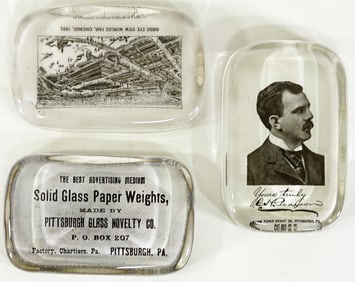 BIRDS EYE VIEW WORLDS FAIR, CHICAGO, 1893.
THE BEST ADVERTISING MEDIUM
Solid Glass Paper Weights,
MADE BY
PITTSBURGH GLASS NOVELTY CO.
P. O. BOX 207
Factory, Chartiers, Pa. PITTSBURGH, PA.
Yours truly